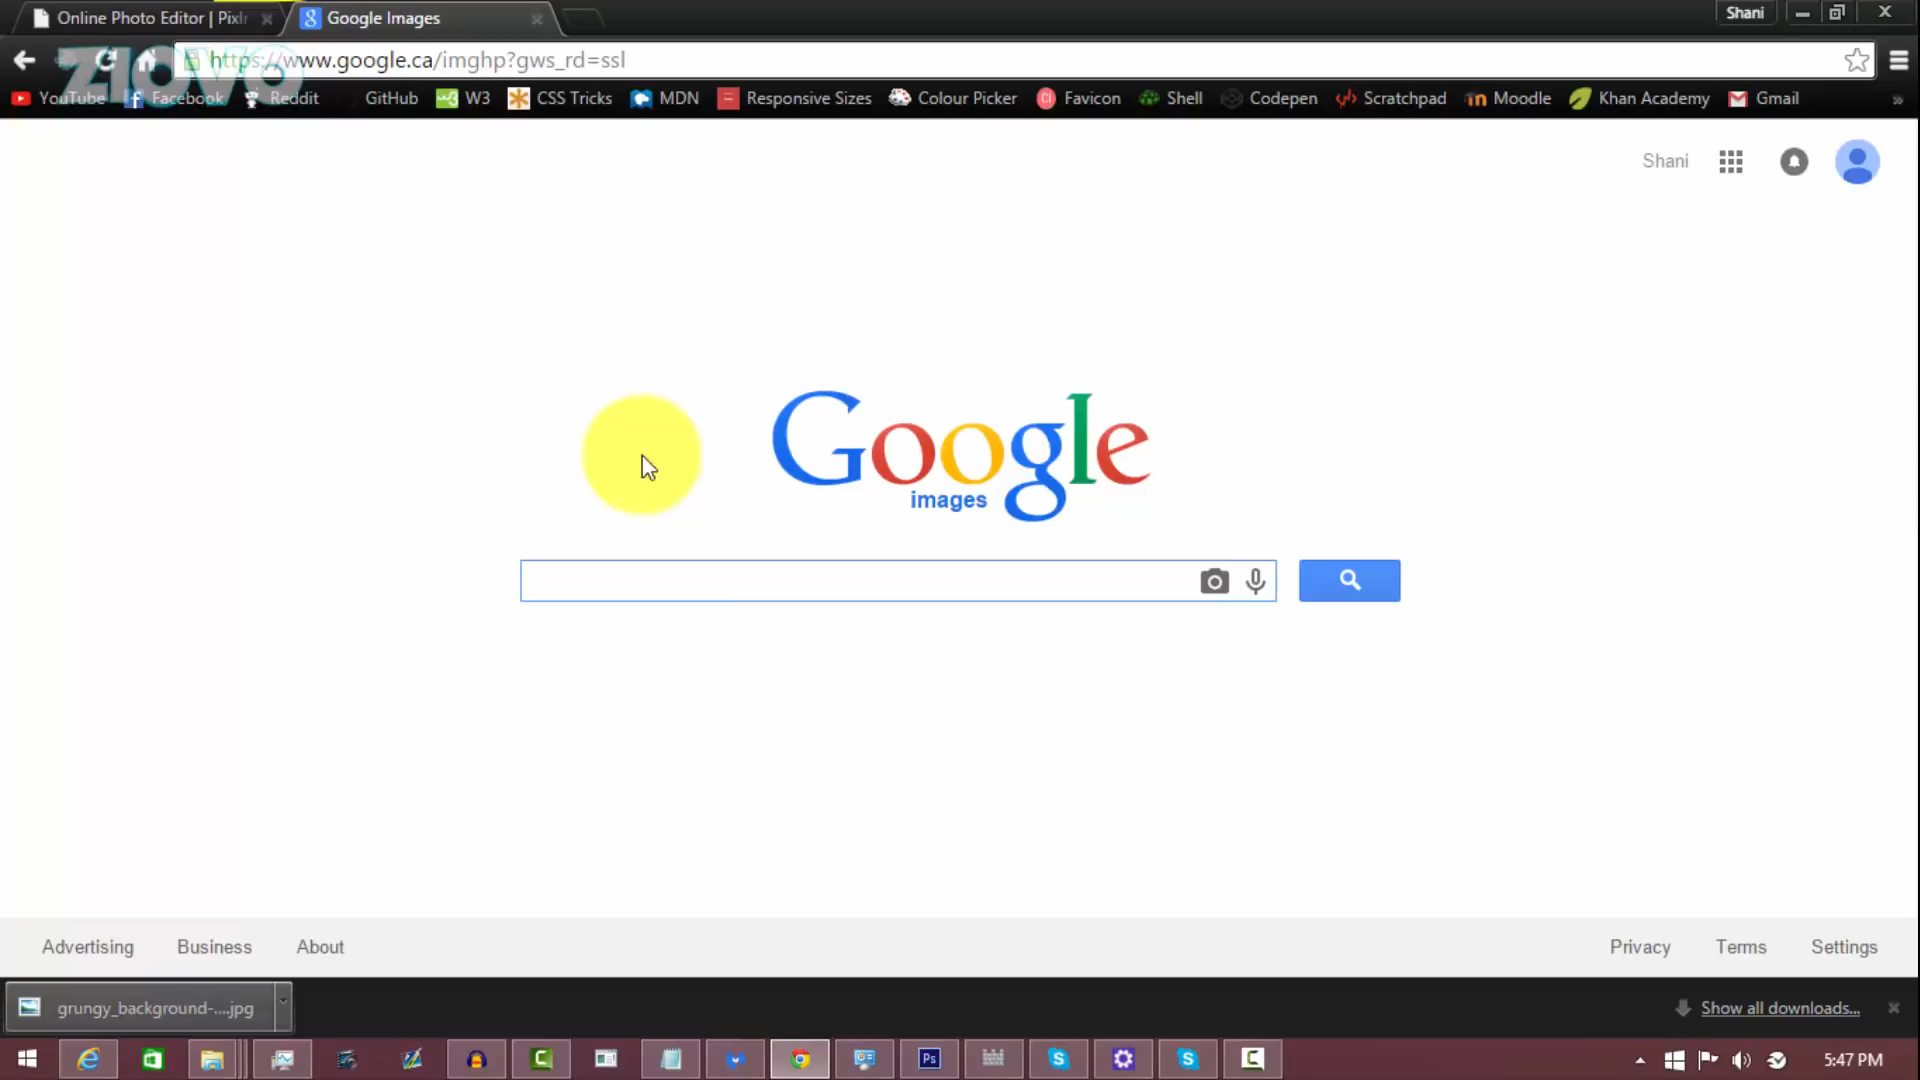 Online Photo Editor | Pixlr
Google Images
Shani
zlovo
https://www.google.ca/imghp?gws_rd=ssl
YouTube Facebook Reddit GitHub W3 CSS Tricks MDN Responsive Sizes Colour Picker Favicon Shell Codepen Scratchpad Moodle Khan Academy Gmail
Shani
Google
images
Advertising Business About Privacy Terms Settings
grungy_background-....jpg
Show all downloads...
5:47 PM